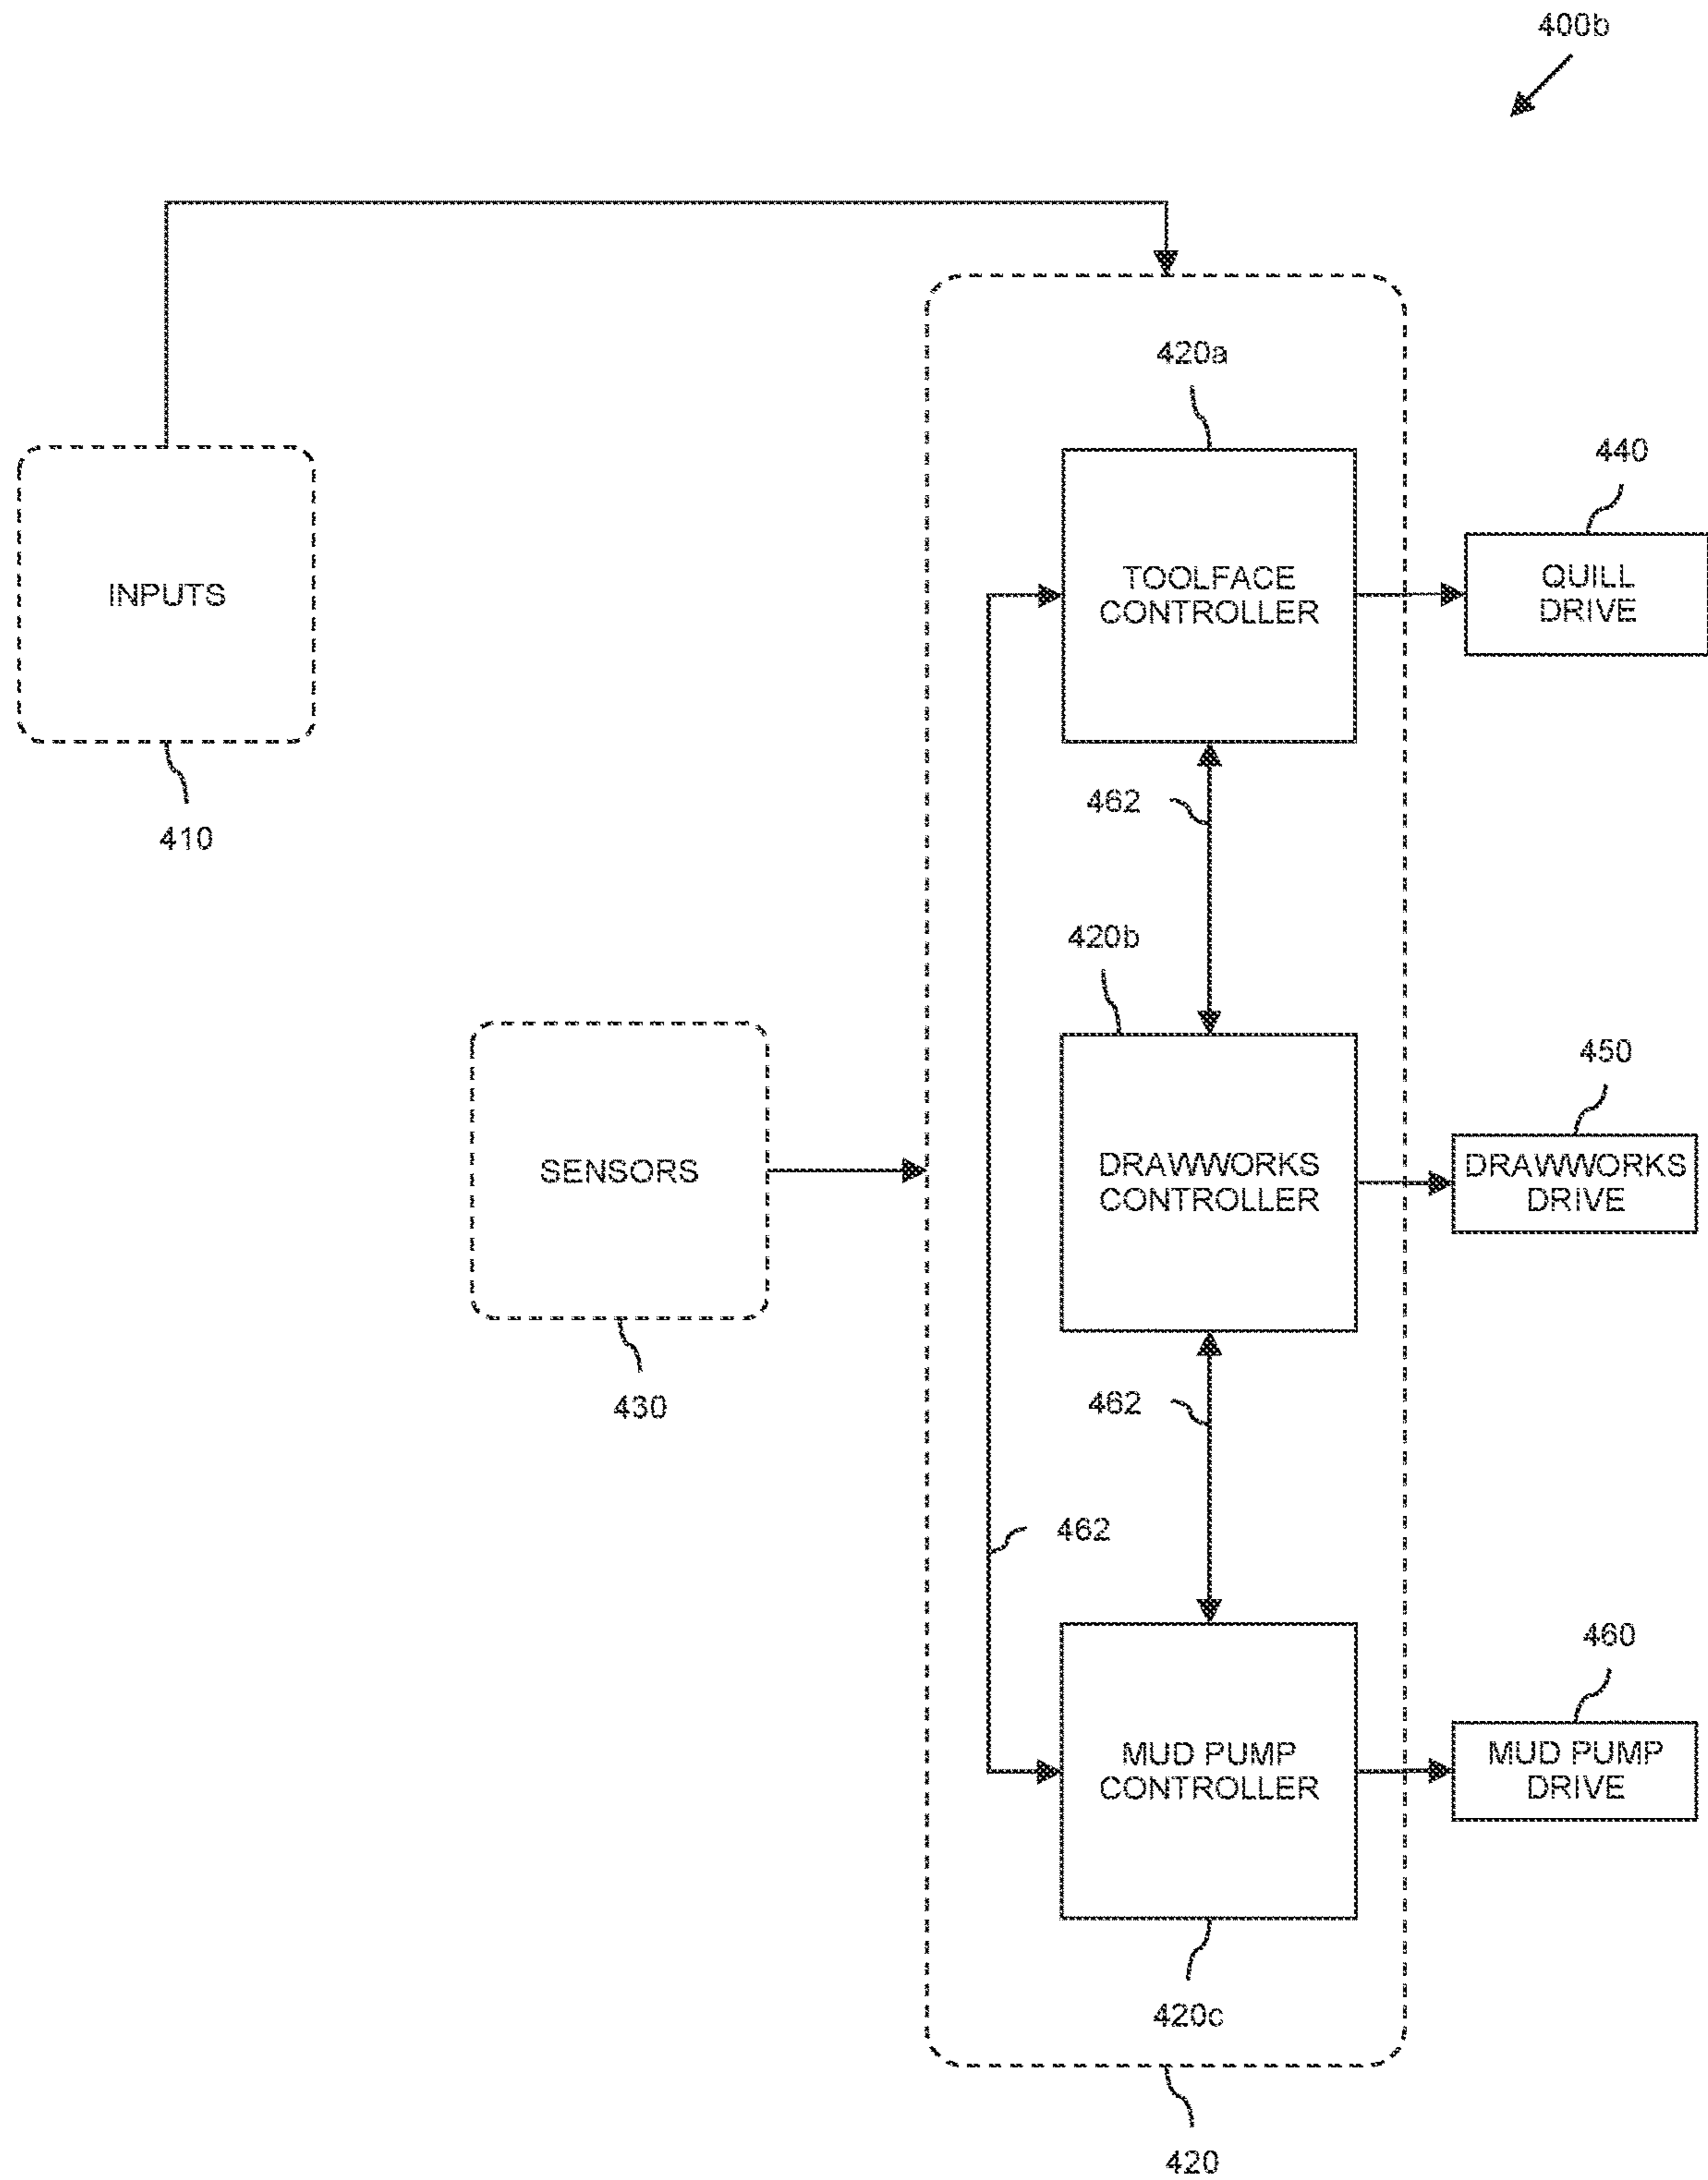 400b
420a
440
INPUTS
TOOLFACE
CONTROLLER
QUILL
DRIVE
410
462
420b
450
SENSORS
DRAWWORKS
CONTROLLER
DRAWWORKS
DRIVE
430
462
462
460
MUD PUMP
CONTROLLER
MUD PUMP
DRIVE
420c
420